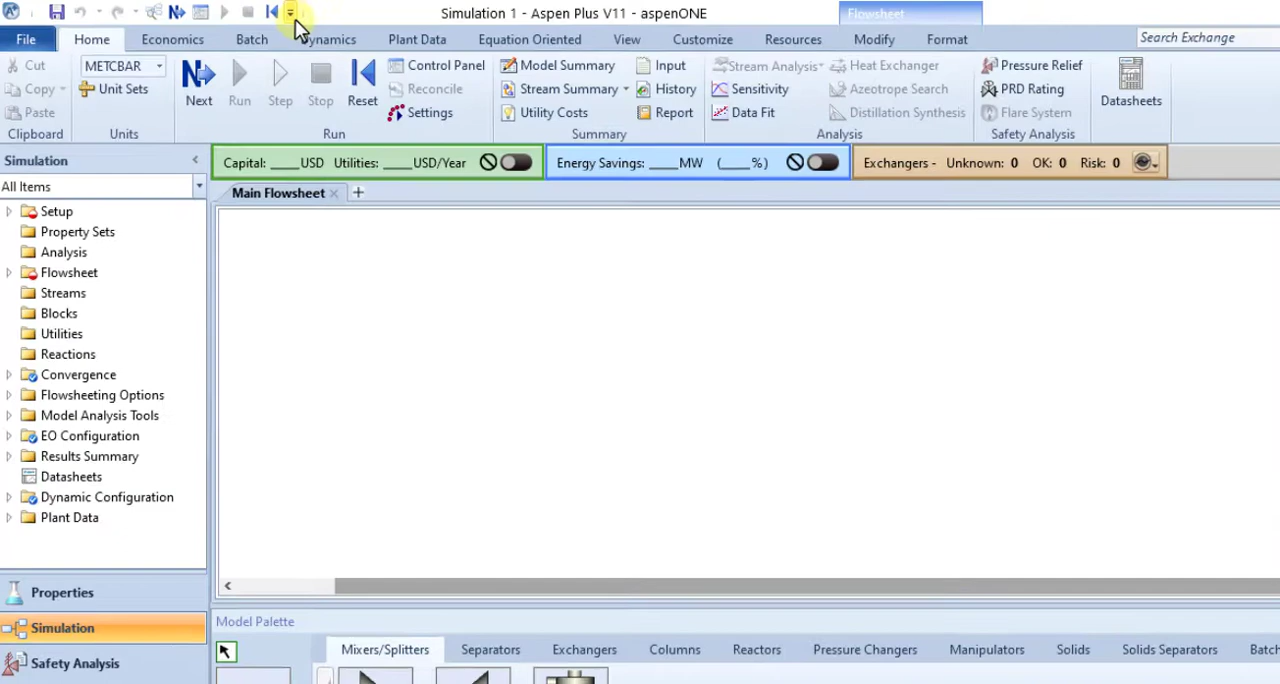 Simulation 1 - Aspen Plus V11 - aspenONE
Flowsheet
File Home Economics Batch Dynamics Plant Data Equation Oriented View Customize Resources Modify Format Search Exchange
Cut
Copy
Paste
Clipboard
METCBAR
Unit Sets
Units
Next Run Step Stop Reset
Control Panel
Reconcile
Settings
Run
Model Summary Input
Stream Summary History
Utility Costs Report
Summary
Stream Analysis Heat Exchanger
Sensitivity Azeotrope Search
Data Fit Distillation Synthesis
Analysis
Pressure Relief
PRD Rating
Flare System
Safety Analysis
Datasheets
Simulation
All Items
Capital: ____USD Utilities: ____USD/Year
Energy Savings: ____MW (____%)
Exchangers - Unknown: 0 OK: 0 Risk: 0
Main Flowsheet
Setup
Property Sets
Analysis
Flowsheet
Streams
Blocks
Utilities
Reactions
Convergence
Flowsheeting Options
Model Analysis Tools
EO Configuration
Results Summary
Datasheets
Dynamic Configuration
Plant Data
Properties
Simulation
Safety Analysis
Model Palette
Mixers/Splitters Separators Exchangers Columns Reactors Pressure Changers Manipulators Solids Solids Separators Batch